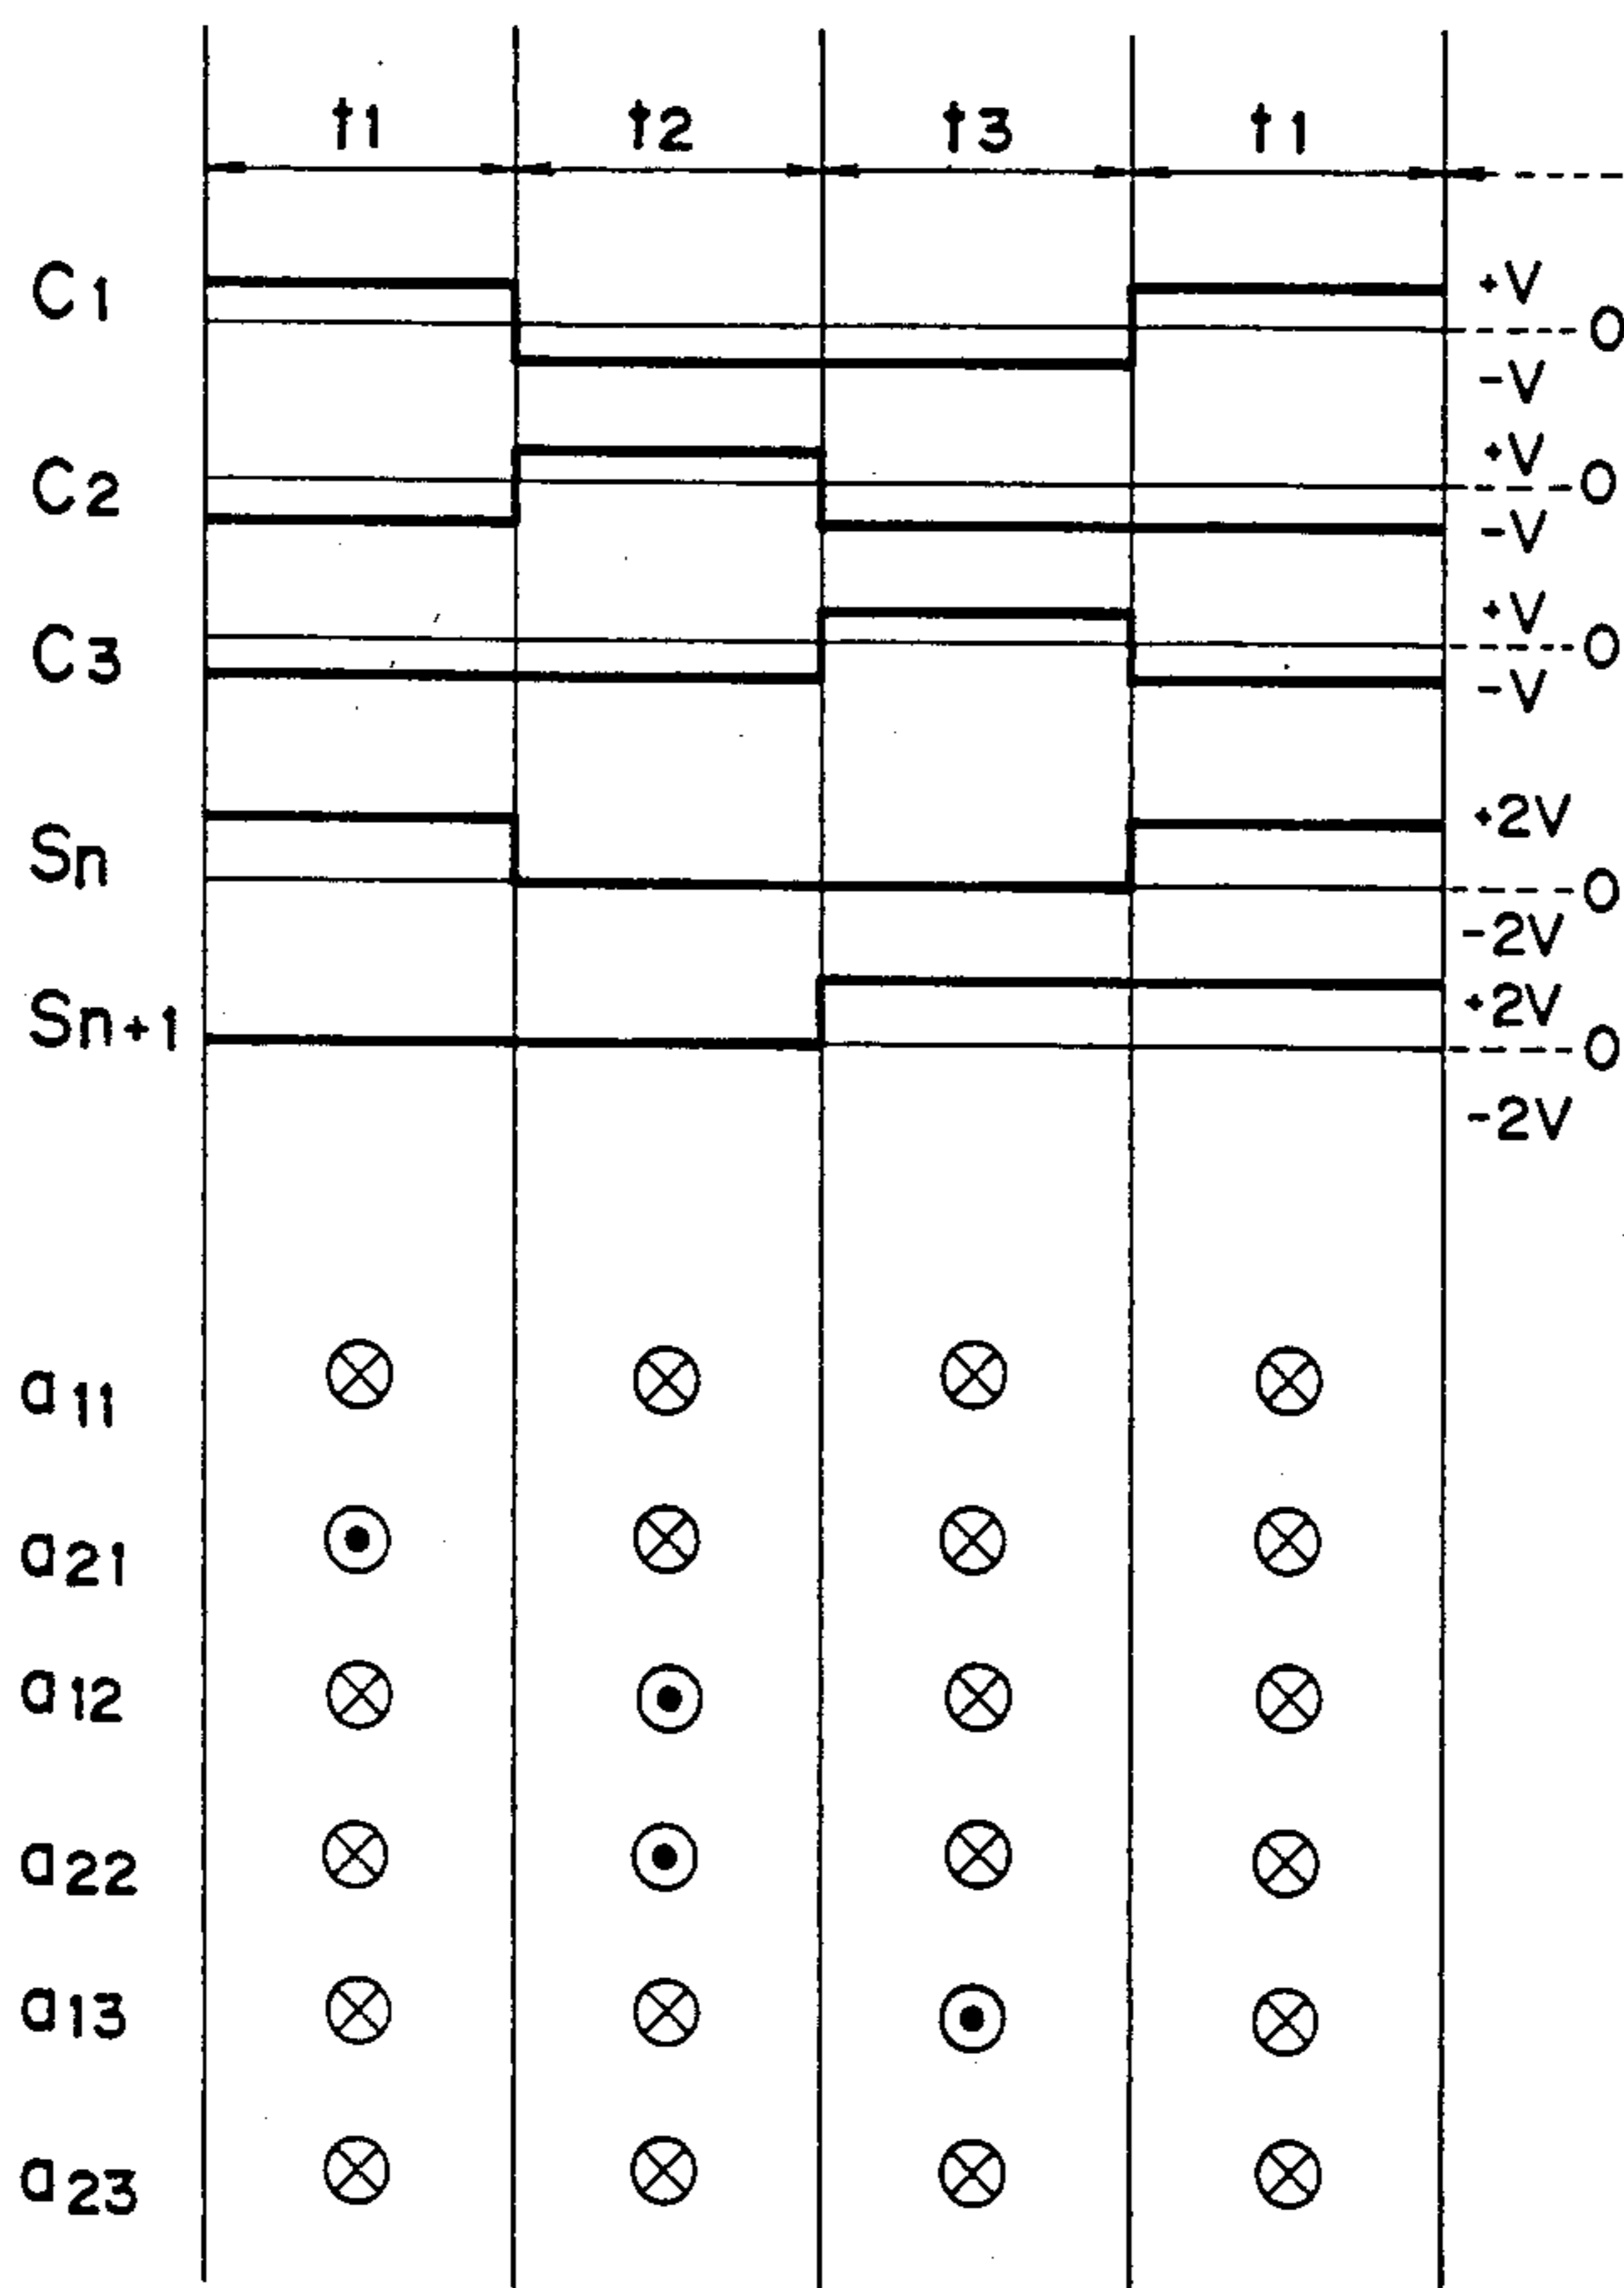 t1 t2 t3 t1
C1 +V 0 -V
C2 +V 0 -V
C3 +V 0 -V
Sn +2V 0 -2V
Sn+1 +2V 0 -2V
a11
a21
a12
a22
a13
a23